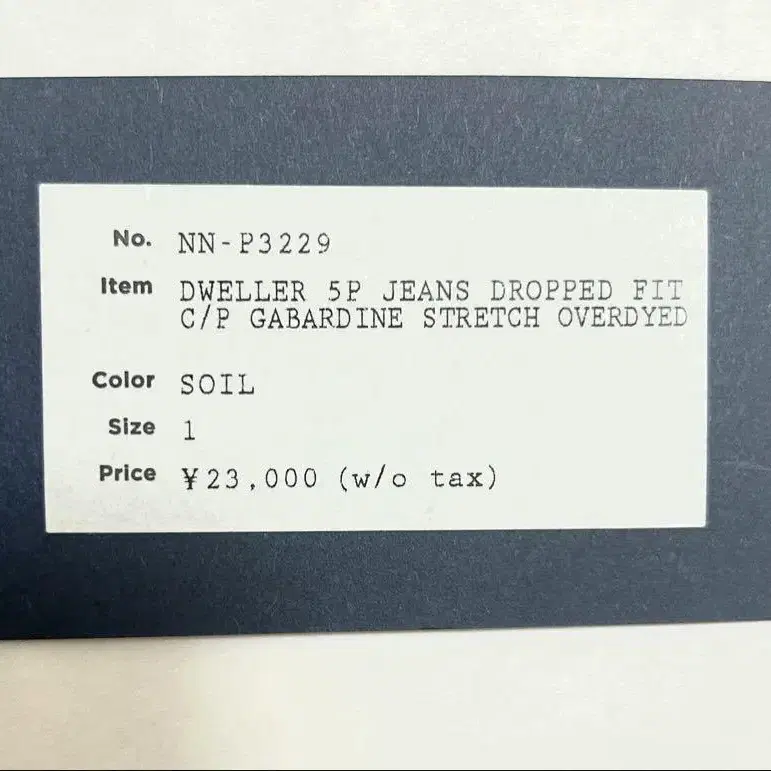 No. NN-P3229
Item DWELLER 5P JEANS DROPPED FIT
C/P GABARDINE STRETCH OVERDYED
Color SOIL
Size 1
Price ¥23,000 (w/o tax)